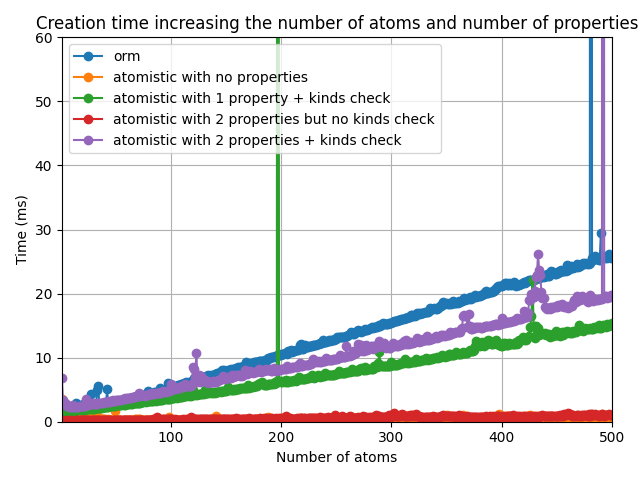 Creation time increasing the number of atoms and number of properties
60
50
40
30
20
10
0
Time (ms)
orm
atomistic with no properties
atomistic with 1 property + kinds check
atomistic with 2 properties but no kinds check
atomistic with 2 properties + kinds check
100 200 300 400 500
Number of atoms